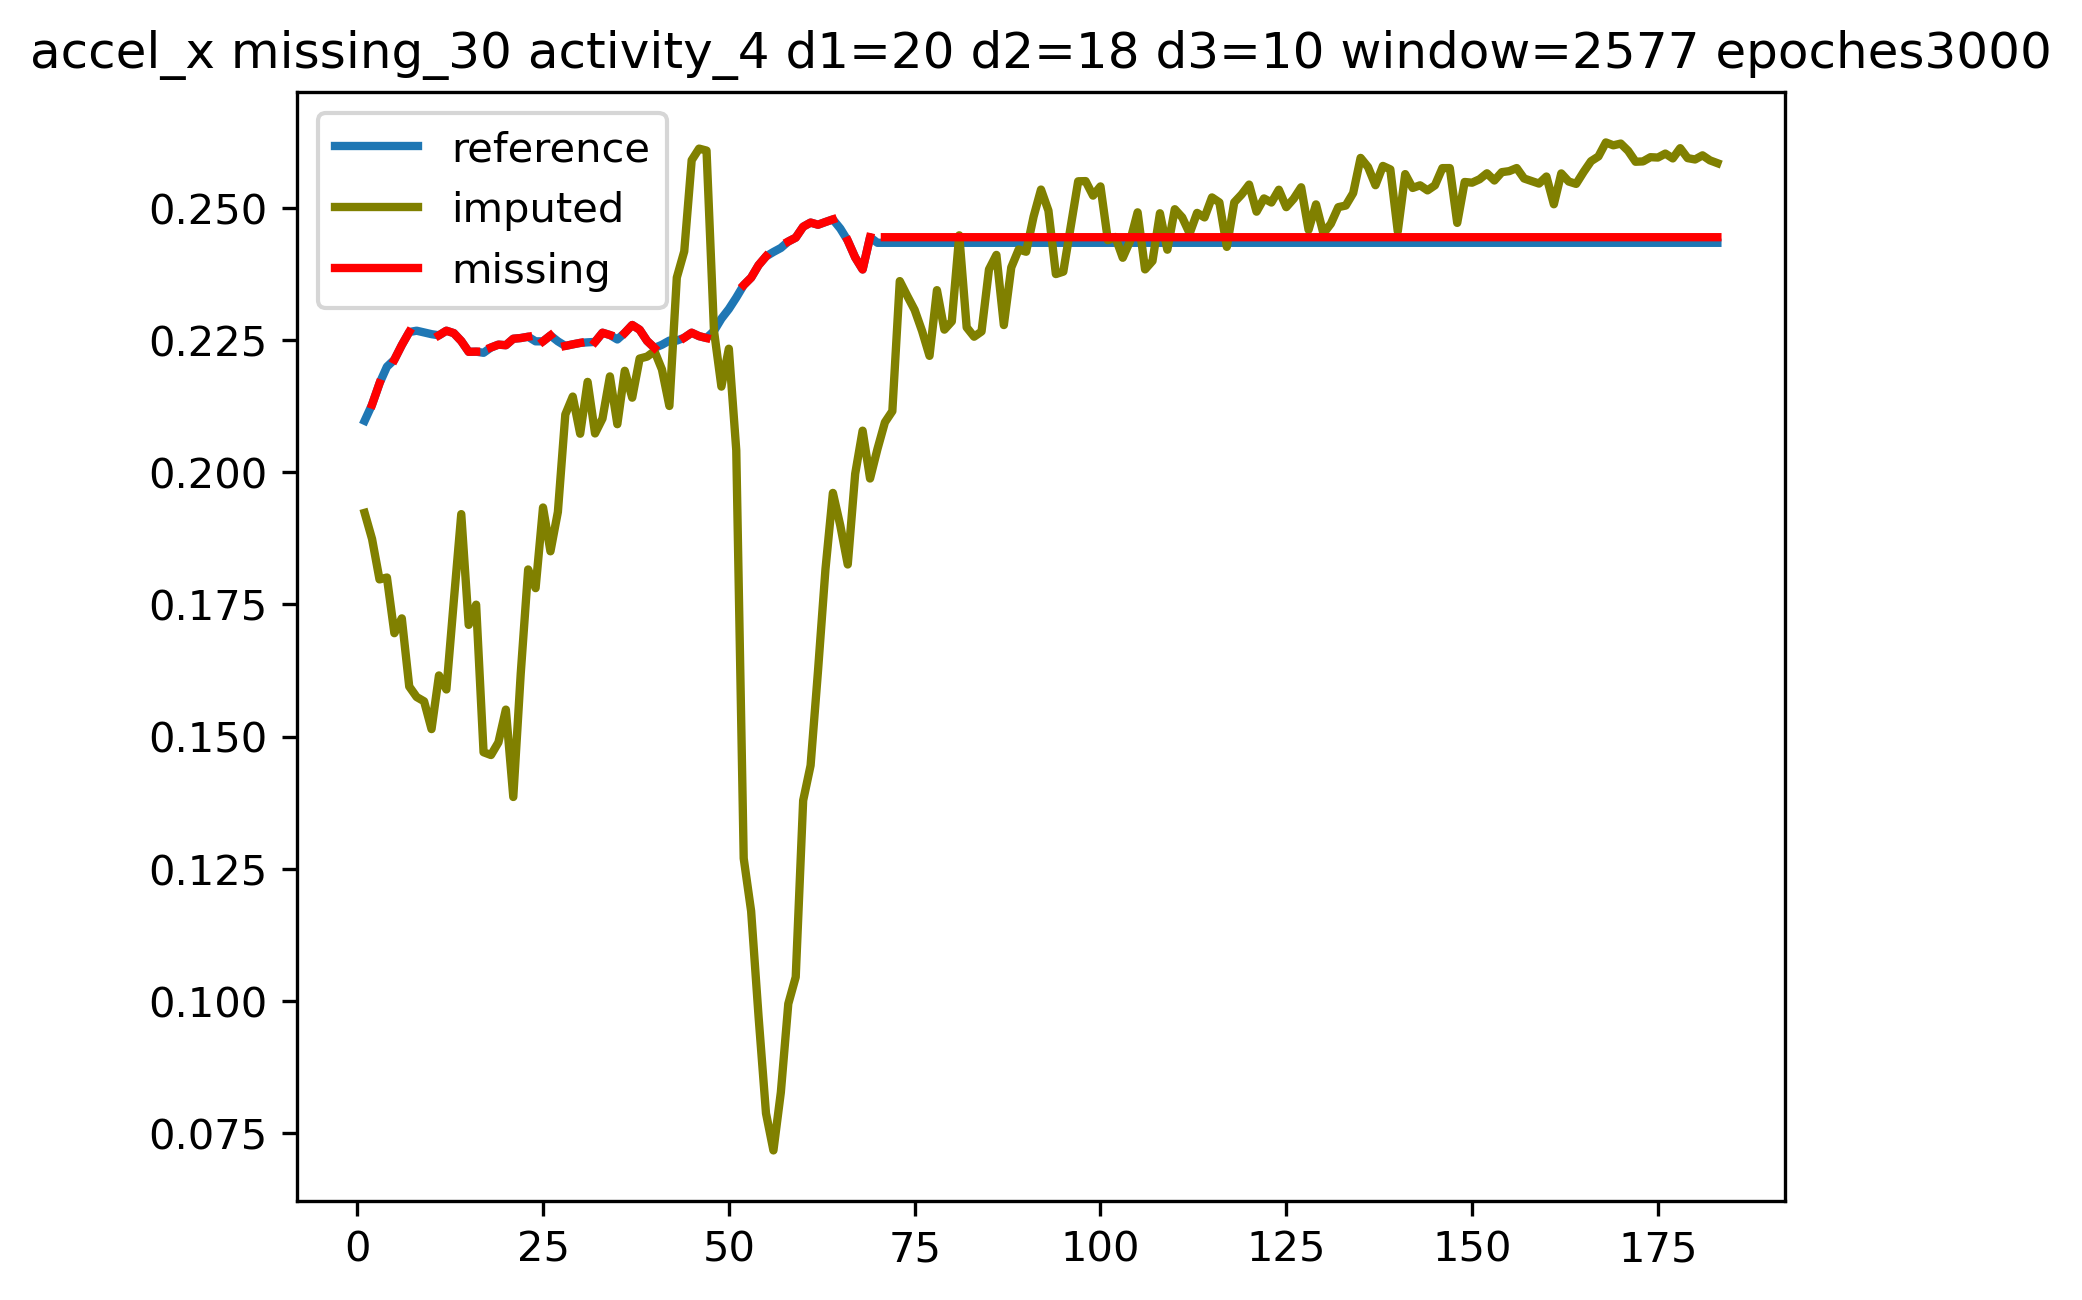 accel_x missing_30 activity_4 d1=20 d2=18 d3=10 window=2577 epoches3000
reference
imputed
missing
0.250
0.225
0.200
0.175
0.150
0.125
0.100
0.075
0 25 50 75 100 125 150 175